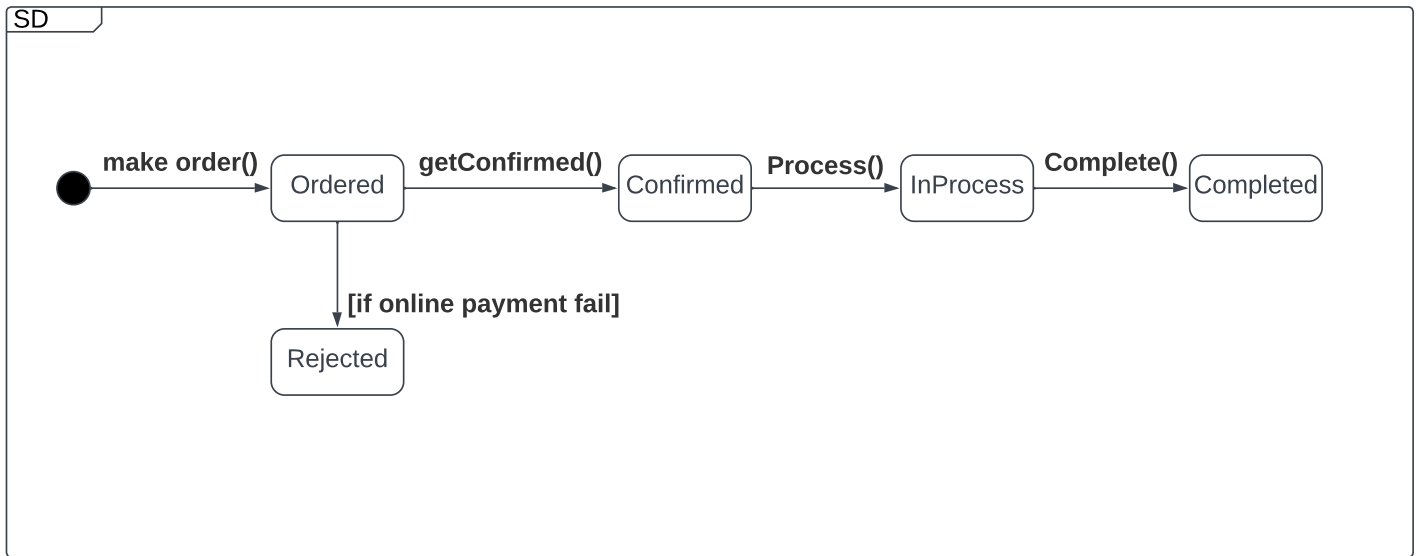 SD
make order()
Ordered
getConfirmed()
Confirmed
Process()
InProcess
Complete()
Completed
[if online payment fail]
Rejected